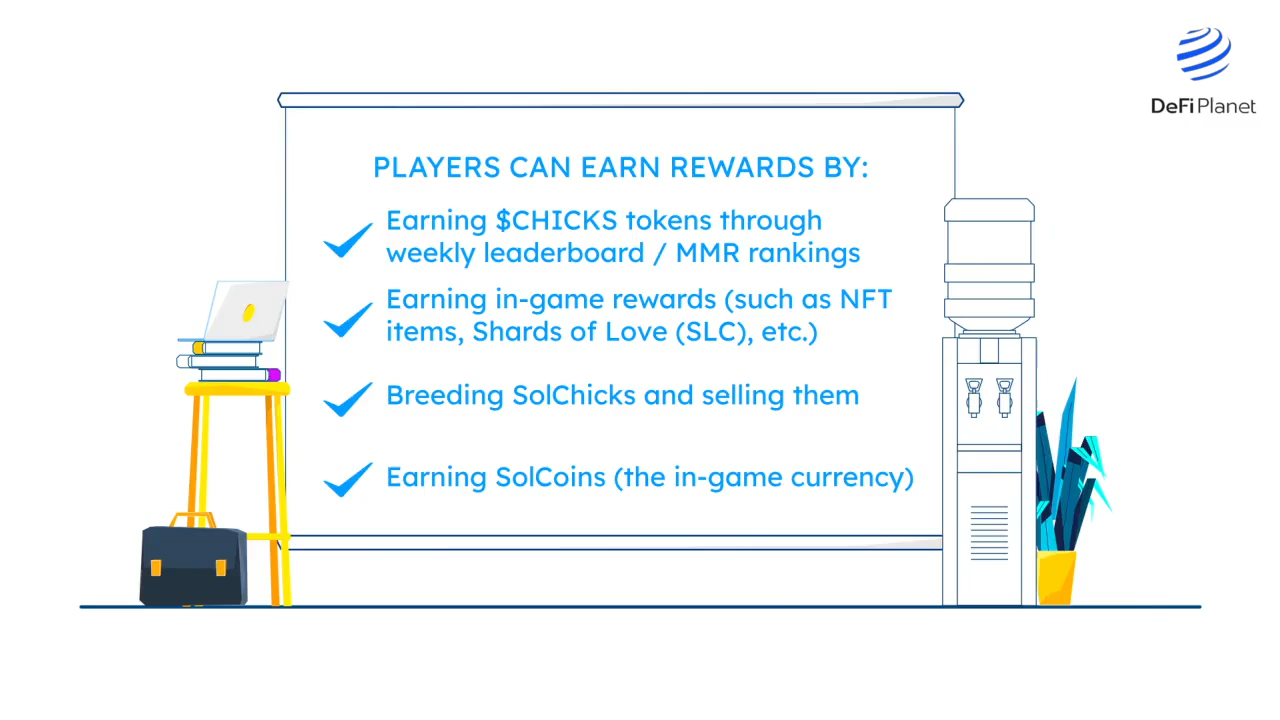 DeFi Planet
PLAYERS CAN EARN REWARDS BY:
Earning $CHICKS tokens through
weekly leaderboard / MMR rankings
Earning in-game rewards (such as NFT
items, Shards of Love (SLC), etc.)
Breeding SolChicks and selling them
Earning SolCoins (the in-game currency)